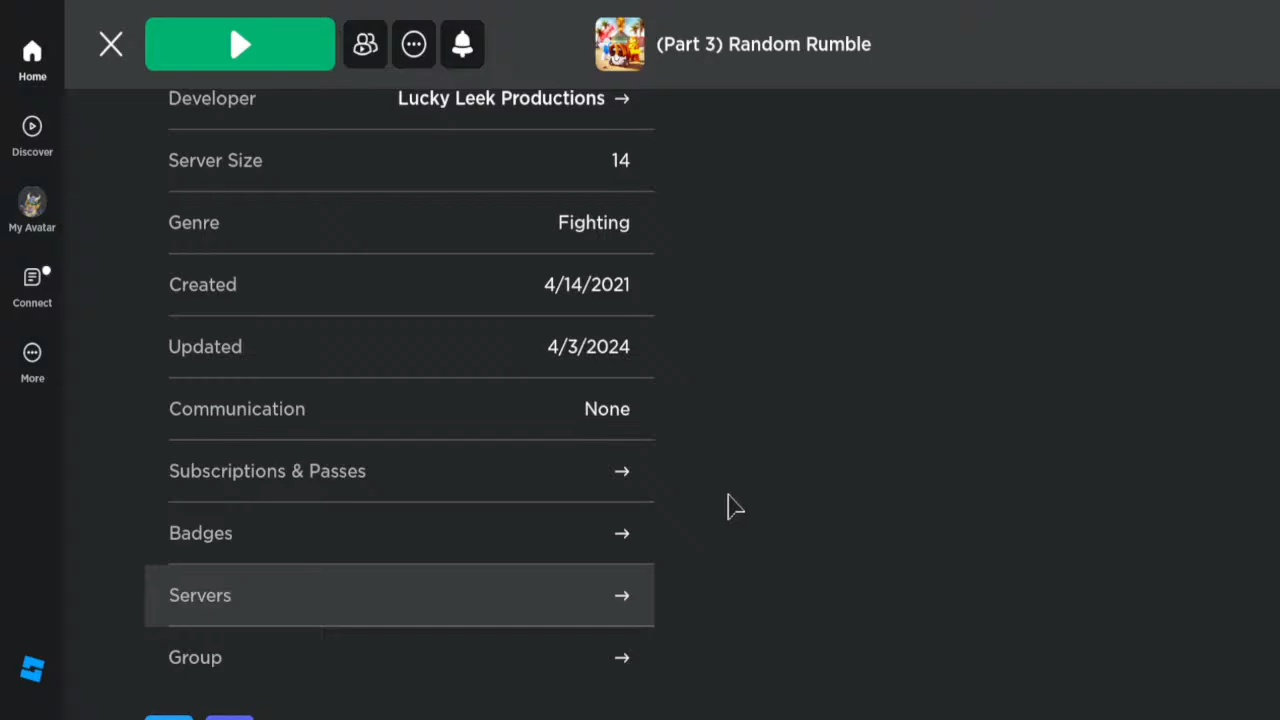 (Part 3) Random Rumble
Home
Discover
My Avatar
Connect
More
Developer Lucky Leek Productions →
Server Size 14
Genre Fighting
Created 4/14/2021
Updated 4/3/2024
Communication None
Subscriptions & Passes →
Badges →
Servers →
Group →